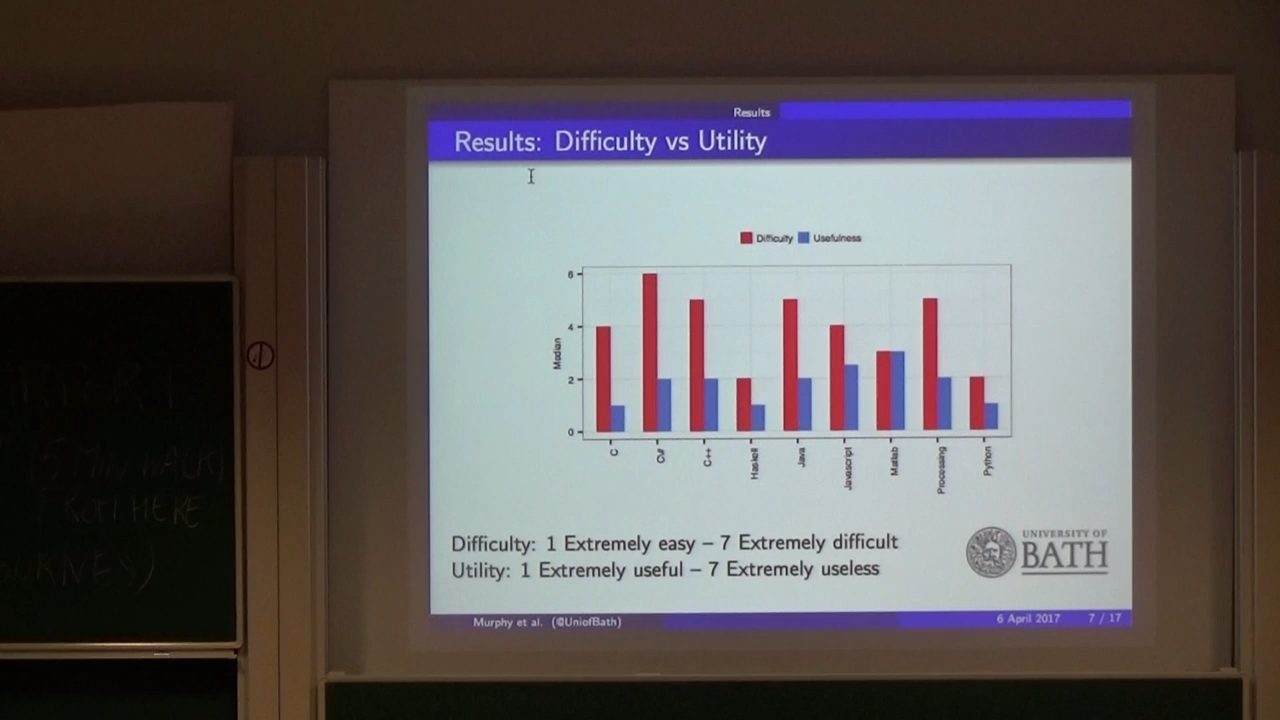 Results
Results: Difficulty vs Utility
Difficulty Usefulness
6
4
2
0
Median
C
C#
C++
Haskell
Java
Javascript
Matlab
Processing
Python
Difficulty: 1 Extremely easy – 7 Extremely difficult
Utility: 1 Extremely useful – 7 Extremely useless
UNIVERSITY OF
BATH
Murphy et al. (@UniofBath)
6 April 2017 7 / 17
FROM HERE